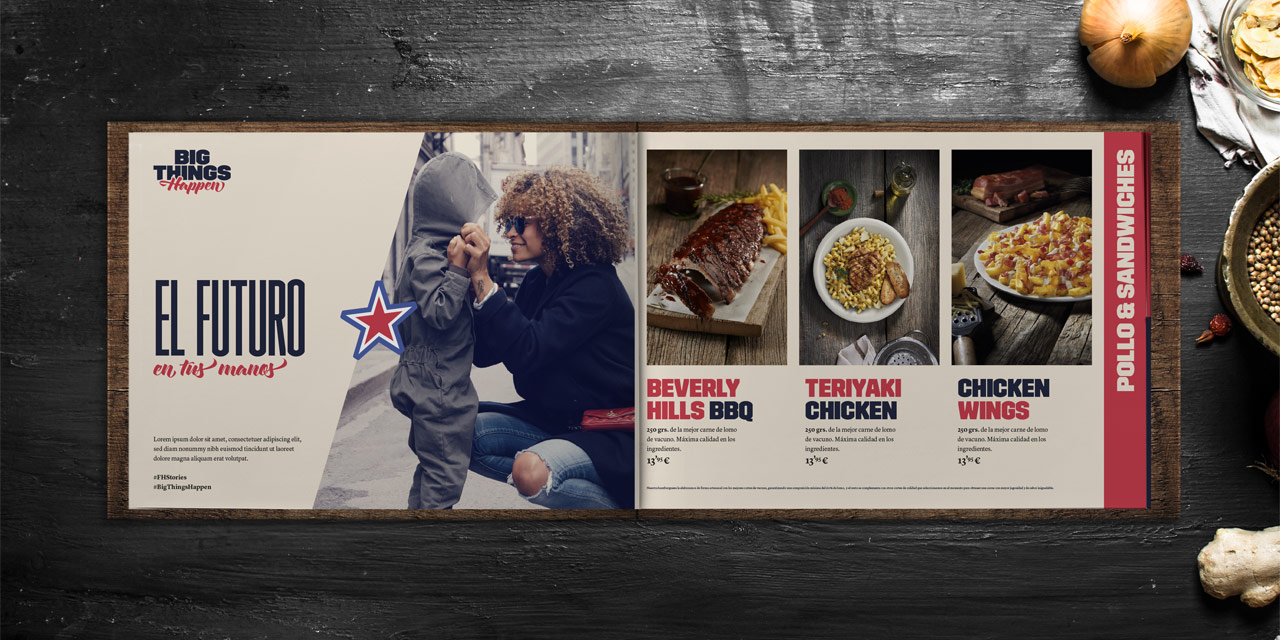 BIG
THINGS
Happen
EL FUTURO
en tus manos
Lorem ipsum dolor sit amet, consectetuer adipiscing elit,
sed diam nonummy nibh euismod tincidunt ut laoreet
dolore magna aliquam erat volutpat.
#FHStories
#BigThingsHappen
BEVERLY
HILLS BBQ
250 grs. de la mejor carne de lomo
de vacuno. Máxima calidad en los
ingredientes.
13'95 €
TERIYAKI
CHICKEN
250 grs. de la mejor carne de lomo
de vacuno. Máxima calidad en los
ingredientes.
13'95 €
CHICKEN
WINGS
250 grs. de la mejor carne de lomo
de vacuno. Máxima calidad en los
ingredientes.
13'95 €
POLLO & SANDWICHES